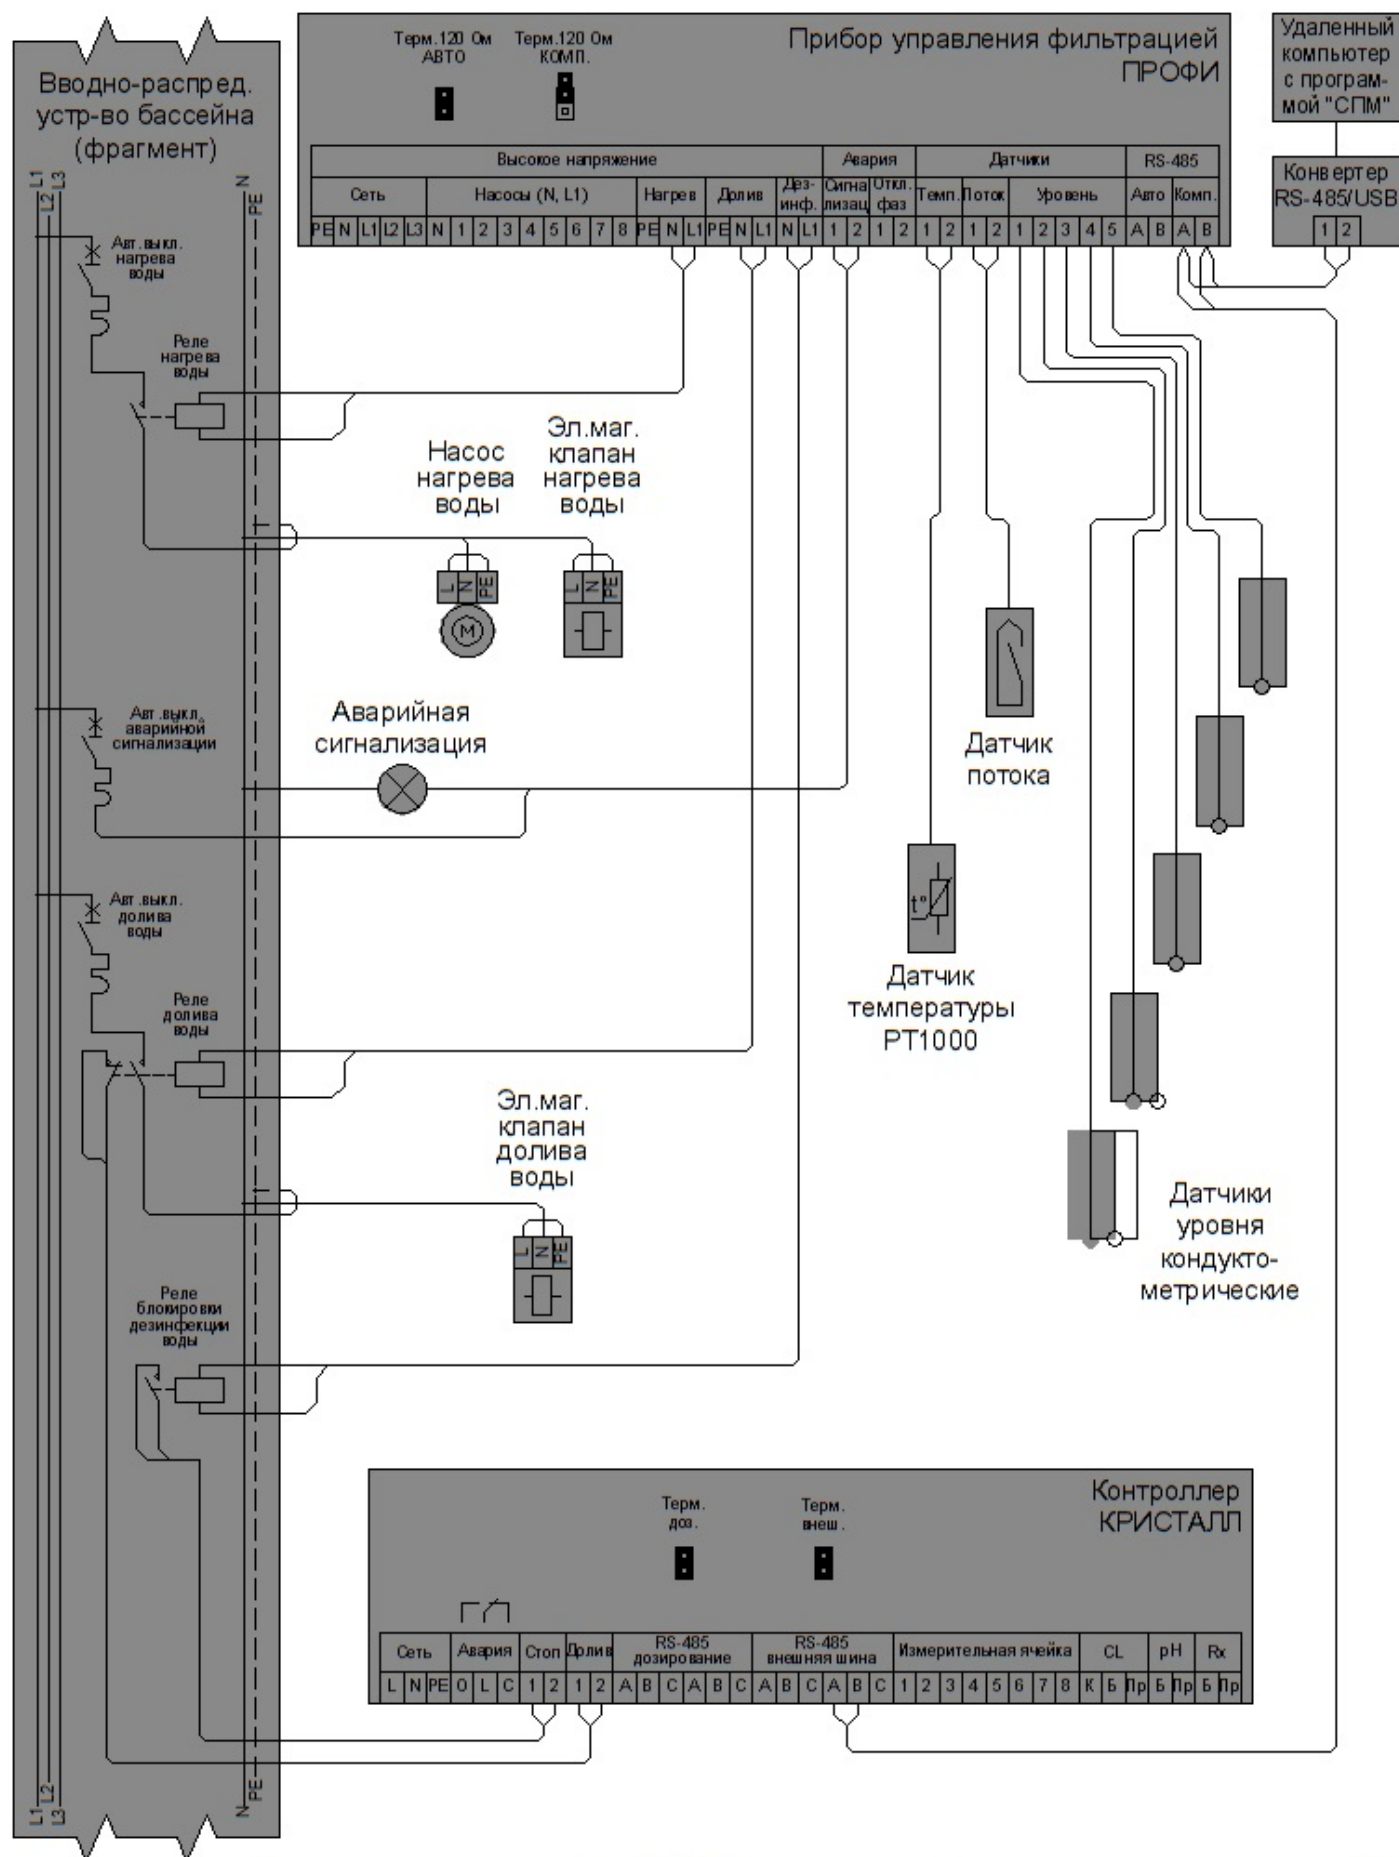 Вводно-распред.
устр-во бассейна
(фрагмент)
L1
L2
L3
N
PE
Авт.выкл.
нагрева
воды
Реле
нагрева
воды
Авт.выкл.
аварийной
сигнализации
Авт.выкл.
долива
воды
Реле
долива
воды
Реле
блокировки
дезинфекции
воды
L1
L2
L3
N
PE
Терм.120 Ом
АВТО
Терм.120 Ом
КОМП.
Прибор управления фильтрацией
ПРОФИ
Высокое напряжение Авария Датчики RS-485
Сеть Насосы (N, L1) Нагрев Долив Дез-инф. Сигнализац Откл.фаз Темп. Поток Уровень Авто Комп.
PE N L1 L2 L3 N 1 2 3 4 5 6 7 8 PE N L1 PE N L1 N L1 1 2 1 2 1 2 1 2 1 2 3 4 5 A B A B
Удаленный
компьютер
с програм-
мой "СПМ"
Конвертер
RS-485/USB
1 2
Насос
нагрева
воды
L N PE
M
Эл.маг.
клапан
нагрева
воды
L N PE
Аварийная
сигнализация
Датчик
потока
t°
Датчик
температуры
PT1000
Эл.маг.
клапан
долива
воды
L N PE
Датчики
уровня
кондукто-
метрические
Контроллер
КРИСТАЛЛ
Терм.
доз.
Терм.
внеш.
Сеть Авария Стоп Долив RS-485 дозирование RS-485 внешняя шина Измерительная ячейка CL pH Rx
L N PE O L C 1 2 1 2 A B C A B C A B C A B C 1 2 3 4 5 6 7 8 К Б Пр Б Пр Б Пр